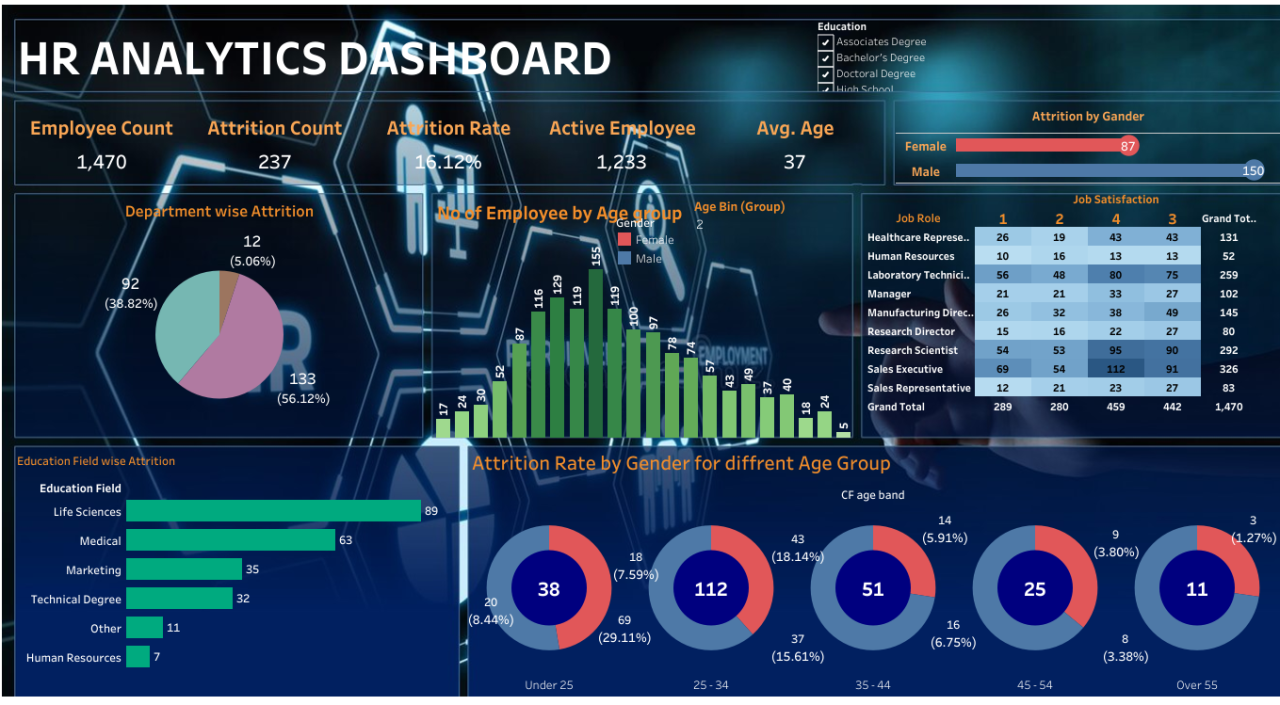 HR ANALYTICS DASHBOARD
Education
Associates Degree
Bachelor's Degree
Doctoral Degree
High School
Employee Count
1,470
Attrition Count
237
Attrition Rate
16.12%
Active Employee
1,233
Avg. Age
37
Attrition by Gander
Female 87
Male 150
Department wise Attrition
12
(5.06%)
92
(38.82%)
133
(56.12%)
HR
No of Employee by Age group
Age Bin (Group)
2
Gender
Female
Male
17 24 30 52 87 116 129 119 155 119 100 97 78 74 57 43 49 37 40 18 24 5
EMPLOYMENT
Job Satisfaction
Job Role 1 2 4 3 Grand Tot..
Healthcare Represe.. 26 19 43 43 131
Human Resources 10 16 13 13 52
Laboratory Technici.. 56 48 80 75 259
Manager 21 21 33 27 102
Manufacturing Direc.. 26 32 38 49 145
Research Director 15 16 22 27 80
Research Scientist 54 53 95 90 292
Sales Executive 69 54 112 91 326
Sales Representative 12 21 23 27 83
Grand Total 289 280 459 442 1,470
Education Field wise Attrition
Education Field
Life Sciences 89
Medical 63
Marketing 35
Technical Degree 32
Other 11
Human Resources 7
Attrition Rate by Gender for diffrent Age Group
CF age band
38
18
(7.59%)
20
(8.44%)
Under 25
112
43
(18.14%)
69
(29.11%)
25 - 34
51
14
(5.91%)
37
(15.61%)
35 - 44
25
9
(3.80%)
16
(6.75%)
45 - 54
11
3
(1.27%)
8
(3.38%)
Over 55